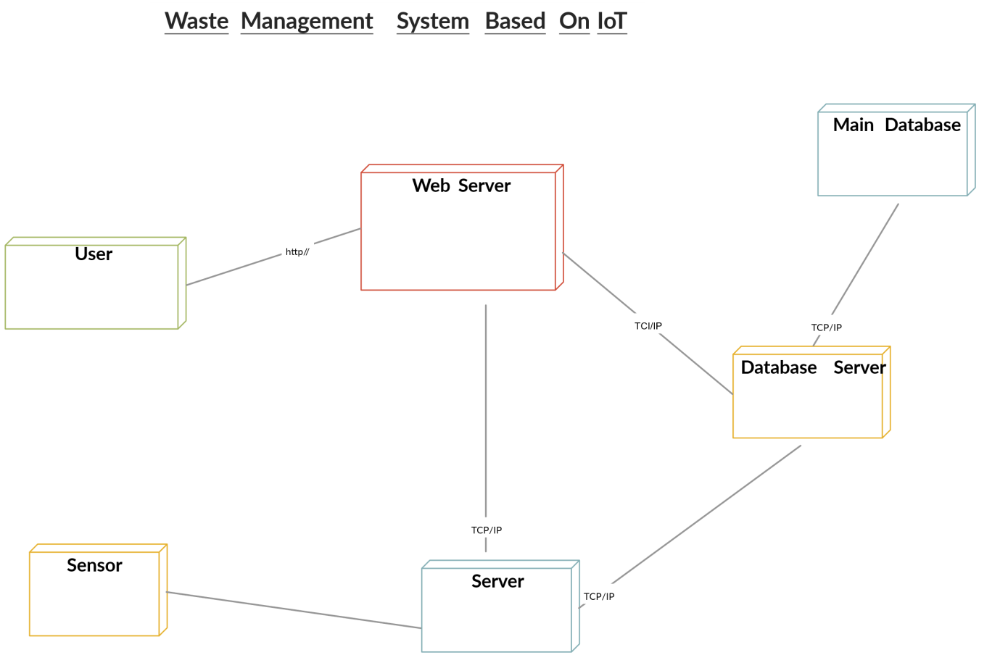 Waste Management System Based On IoT
Main Database
Web Server
User
http//
TCI/IP
TCP/IP
Database Server
TCP/IP
Sensor
Server
TCP/IP